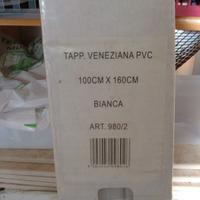 TAPP. VENEZIANA PVC
100CM X 160CM
BIANCA
ART. 980/2